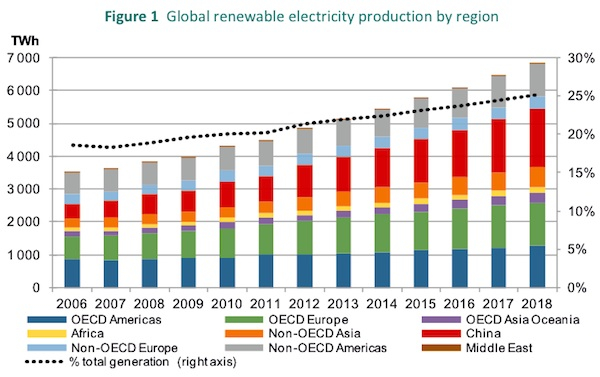 Figure 1 Global renewable electricity production by region
TWh
7 000
6 000
5 000
4 000
3 000
2 000
1 000
0
30%
25%
20%
15%
10%
5%
0%
2006 2007 2008 2009 2010 2011 2012 2013 2014 2015 2016 2017 2018
OECD Americas OECD Europe OECD Asia Oceania
Africa Non-OECD Asia China
Non-OECD Europe Non-OECD Americas Middle East
% total generation (right axis)